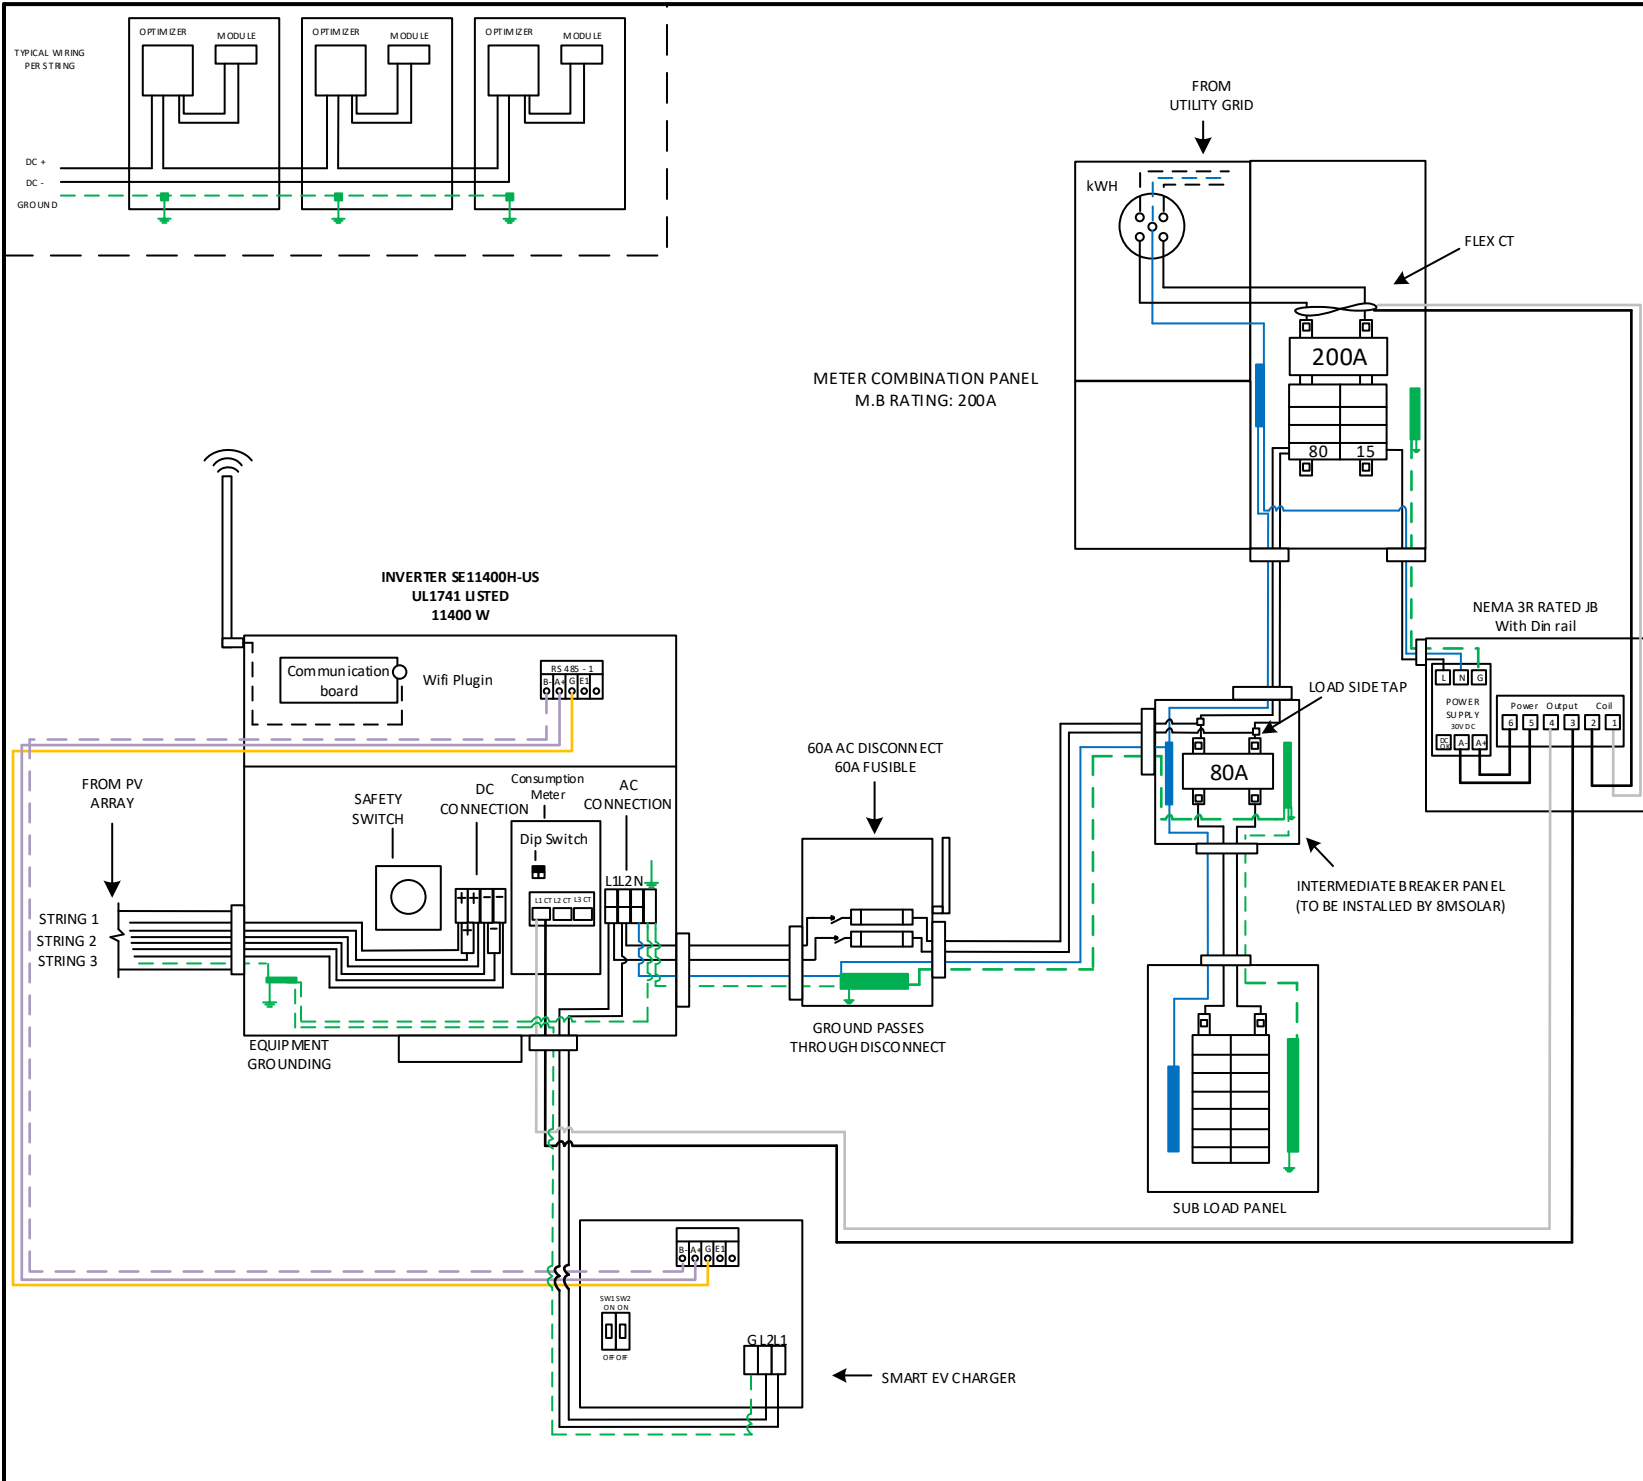 TYPICAL WIRING
PER STRING
OPTIMIZER
MODULE
OPTIMIZER
MODULE
OPTIMIZER
MODULE
DC +
DC -
GROUND
FROM
UTILITY GRID
kWH
FLEX CT
200A
METER COMBINATION PANEL
M.B RATING: 200A
80
15
INVERTER SE11400H-US
UL1741 LISTED
11400 W
Communication
board
Wifi Plugin
RS 485 - 1
B- A+ G E1
NEMA 3R RATED JB
With Din rail
L N G
POWER
SUPPLY
30VDC
DC
OK
A- A+
Power Output Coil
6 5 4 3 2 1
LOAD SIDE TAP
80A
60A AC DISCONNECT
60A FUSIBLE
FROM PV
ARRAY
SAFETY
SWITCH
DC
CONNECTION
Consumption
Meter
AC
CONNECTION
Dip Switch
L1 L2 N
L1 CT L2 CT L3 CT
+ + - -
+ -
STRING 1
STRING 2
STRING 3
INTERMEDIATE BREAKER PANEL
(TO BE INSTALLED BY 8MSOLAR)
GROUND PASSES
THROUGH DISCONNECT
EQUIPMENT
GROUNDING
SUB LOAD PANEL
B- A+ G E1
SW1 SW2
ON ON
OFF OFF
G L2 L1
SMART EV CHARGER